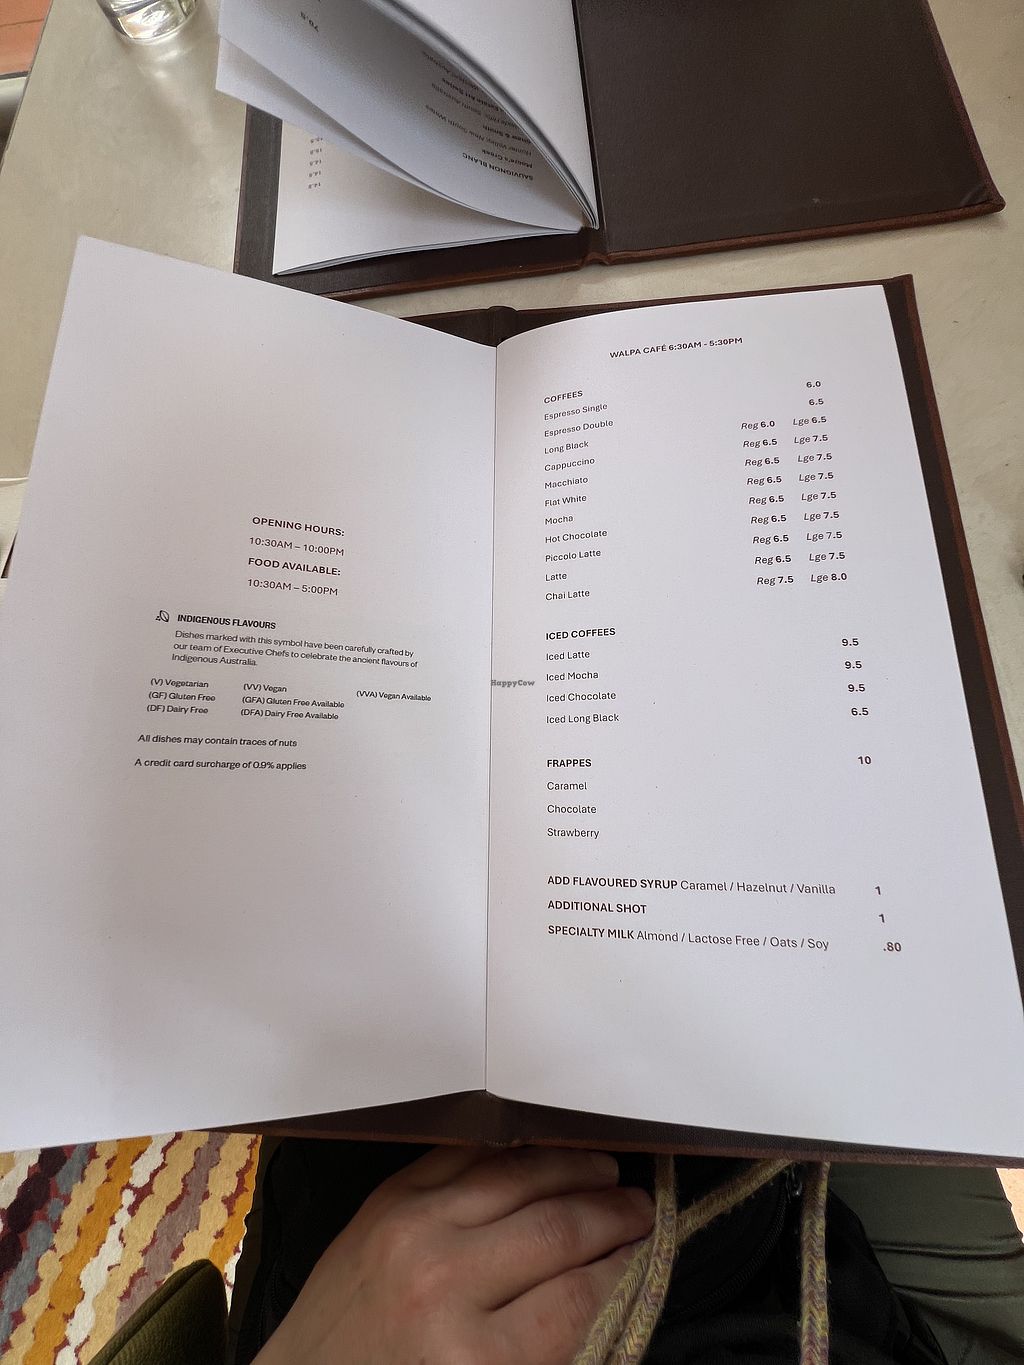 76.5
SAUVIGNON BLANC
OPENING HOURS:
10:30AM – 10:00PM
FOOD AVAILABLE:
10:30AM – 5:00PM
INDIGENOUS FLAVOURS
Dishes marked with this symbol have been carefully crafted by
our team of Executive Chefs to celebrate the ancient flavours of
Indigenous Australia.
(V) Vegetarian (VV) Vegan (VVA) Vegan Available
(GF) Gluten Free (GFA) Gluten Free Available
(DF) Dairy Free (DFA) Dairy Free Available
All dishes may contain traces of nuts
A credit card surcharge of 0.9% applies
HappyCow
WALPA CAFÉ 6:30AM - 5:30PM
COFFEES
Espresso Single 6.0
Espresso Double 6.5
Long Black Reg 6.0 Lge 6.5
Cappuccino Reg 6.5 Lge 7.5
Macchiato Reg 6.5 Lge 7.5
Flat White Reg 6.5 Lge 7.5
Mocha Reg 6.5 Lge 7.5
Hot Chocolate Reg 6.5 Lge 7.5
Piccolo Latte Reg 6.5 Lge 7.5
Latte Reg 6.5 Lge 7.5
Chai Latte Reg 7.5 Lge 8.0
ICED COFFEES
Iced Latte 9.5
Iced Mocha 9.5
Iced Chocolate 9.5
Iced Long Black 6.5
FRAPPES 10
Caramel
Chocolate
Strawberry
ADD FLAVOURED SYRUP Caramel / Hazelnut / Vanilla 1
ADDITIONAL SHOT 1
SPECIALTY MILK Almond / Lactose Free / Oats / Soy .80